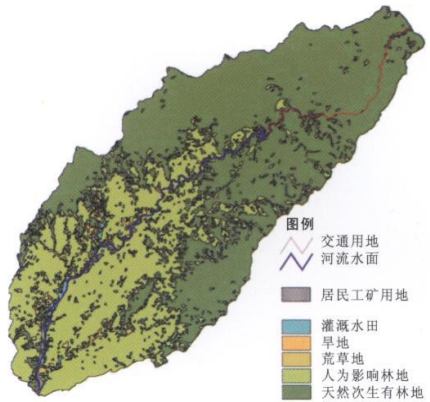 图例
交通用地
河流水面
居民工矿用地
灌溉水田
旱地
荒草地
人为影响林地
天然次生有林地